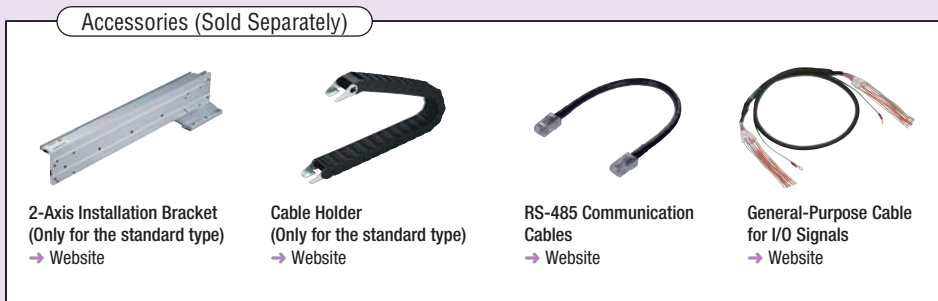 Accessories (Sold Separately)
2-Axis Installation Bracket
(Only for the standard type)
→ Website
Cable Holder
(Only for the standard type)
→ Website
RS-485 Communication
Cables
→ Website
General-Purpose Cable
for I/O Signals
→ Website